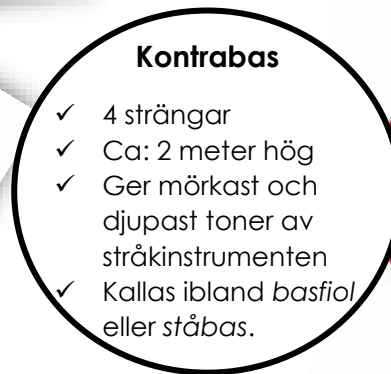 Kontrabas
✓ 4 strängar
✓ Ca: 2 meter hög
✓ Ger mörkast och
djupast toner av
stråkinstrumenten
✓ Kallas ibland basfiol
eller ståbas.